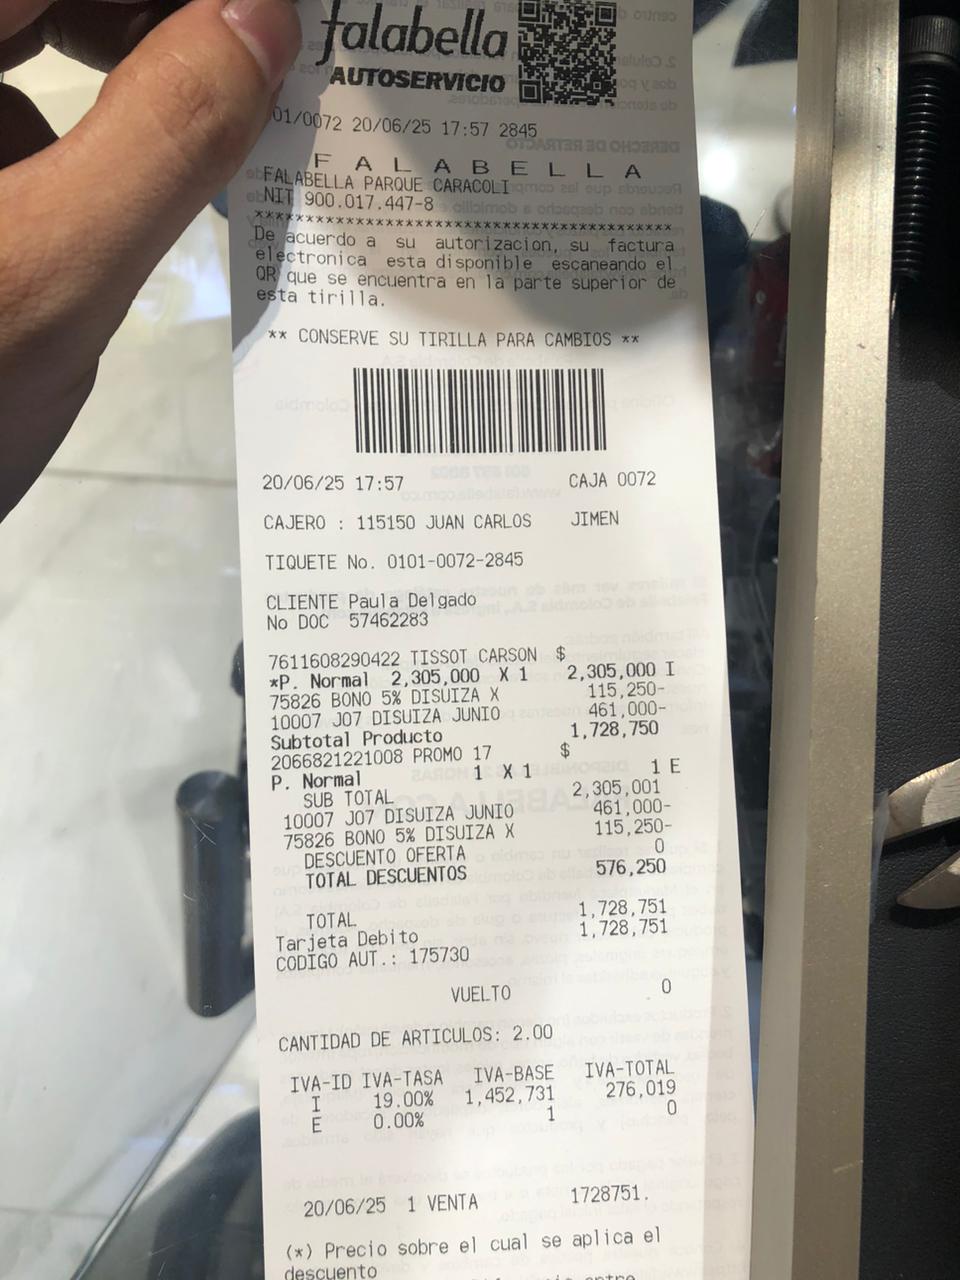 falabella
AUTOSERVICIO
01/0072 20/06/25 17:57 2845
F A L A B E L L A
FALABELLA PARQUE CARACOLI
NIT 900.017.447-8
De acuerdo a su autorizacion, su factura
electronica esta disponible escaneando el
QR que se encuentra en la parte superior de
esta tirilla.
** CONSERVE SU TIRILLA PARA CAMBIOS **
20/06/25 17:57 CAJA 0072
CAJERO : 115150 JUAN CARLOS JIMEN
TIQUETE No. 0101-0072-2845
CLIENTE Paula Delgado
No DOC 57462283
7611608290422 TISSOT CARSON $
*P. Normal 2,305,000 X 1 2,305,000 I
75826 BONO 5% DISUIZA X 115,250-
10007 J07 DISUIZA JUNIO 461,000-
Subtotal Producto 1,728,750
2066821221008 PROMO 17 $
P. Normal 1 X 1 1 E
SUB TOTAL 2,305,001
10007 J07 DISUIZA JUNIO 461,000-
75826 BONO 5% DISUIZA X 115,250-
DESCUENTO OFERTA 0
TOTAL DESCUENTOS 576,250
TOTAL 1,728,751
Tarjeta Debito 1,728,751
CODIGO AUT.: 175730
VUELTO 0
CANTIDAD DE ARTICULOS: 2.00
IVA-ID IVA-TASA IVA-BASE IVA-TOTAL
I 19.00% 1,452,731 276,019
E 0.00% 1 0
20/06/25 1 VENTA 1728751.
(*) Precio sobre el cual se aplica el
descuento